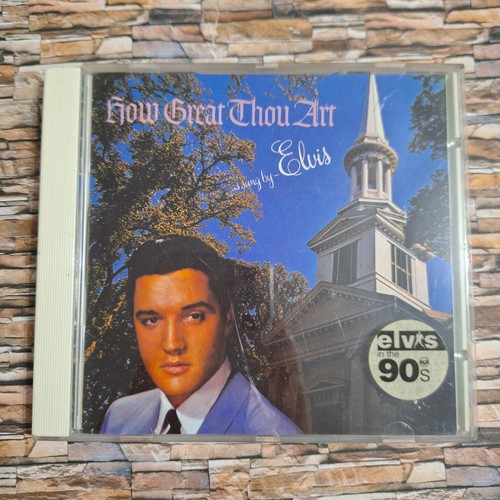 How Great Thou Art
as sung by~
Elvis
elvis
in the
90s